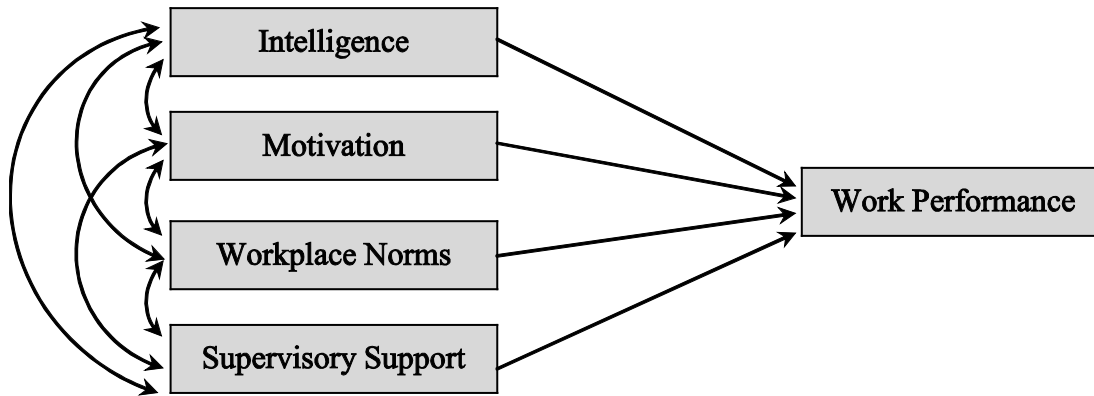 Intelligence
Motivation
Work Performance
Workplace Norms
Supervisory Support